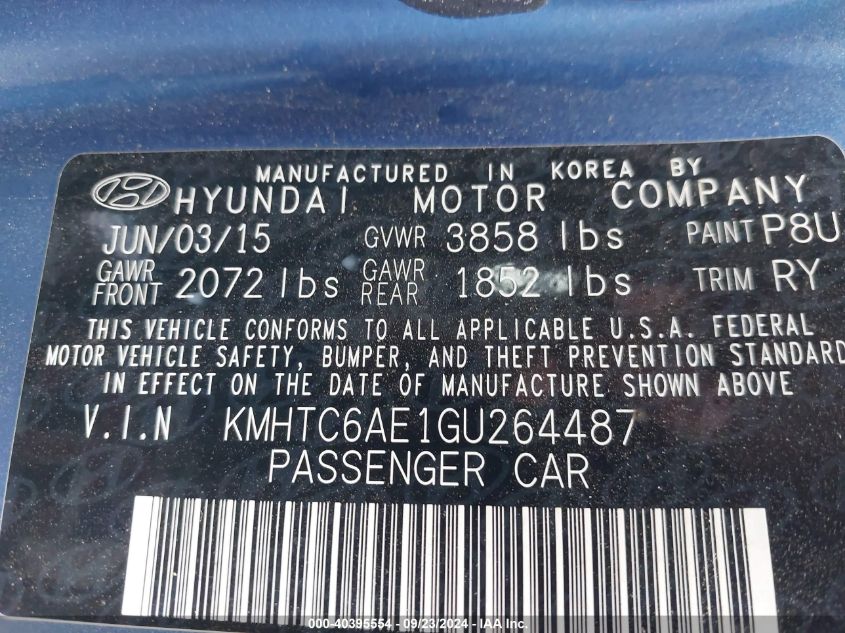 MANUFACTURED IN KOREA BY
HYUNDAI MOTOR COMPANY
JUN/03/15 GVWR 3858 lbs PAINT P8U
GAWR FRONT 2072 lbs GAWR REAR 1852 lbs TRIM RY
THIS VEHICLE CONFORMS TO ALL APPLICABLE U.S.A. FEDERAL
MOTOR VEHICLE SAFETY, BUMPER, AND THEFT PREVENTION STANDARD
IN EFFECT ON THE DATE OF MANUFACTURE SHOWN ABOVE
V.I.N KMHTC6AE1GU264487
PASSENGER CAR
000-40395554 - 09/23/2024 - IAA Inc.